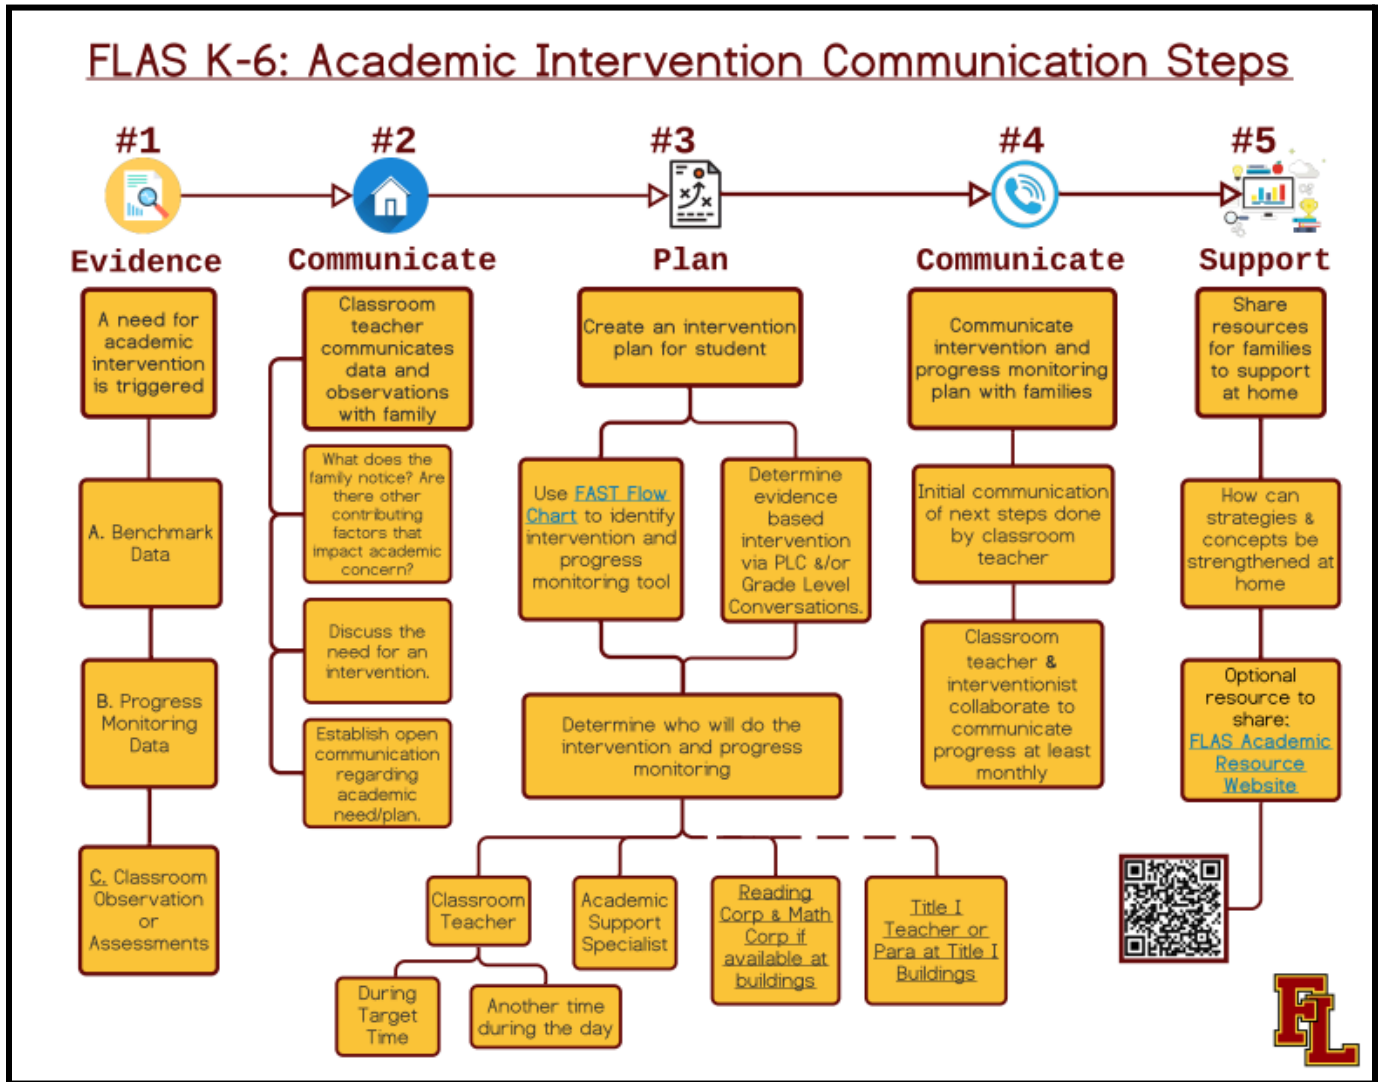 FLAS K-6: Academic Intervention Communication Steps
#1
#2
#3
#4
#5
Evidence
Communicate
Plan
Communicate
Support
A need for
academic
intervention
is triggered
A. Benchmark
Data
B. Progress
Monitoring
Data
C. Classroom
Observation
or
Assessments
Classroom
teacher
communicates
data and
observations
with family
What does the
family notice? Are
there other
contributing
factors that
impact academic
concern?
Discuss the
need for an
intervention.
Establish open
communication
regarding
academic
need/plan.
Create an intervention
plan for student
Use FAST Flow
Chart to identify
intervention and
progress
monitoring tool
Determine
evidence
based
intervention
via PLC &/or
Grade Level
Conversations.
Determine who will do the
intervention and progress
monitoring
Classroom
Teacher
During
Target
Time
Another time
during the day
Academic
Support
Specialist
Reading
Corp & Math
Corp if
available at
buildings
Title I
Teacher or
Para at Title I
Buildings
Communicate
intervention and
progress monitoring
plan with families
Initial communication
of next steps done
by classroom
teacher
Classroom
teacher &
interventionist
collaborate to
communicate
progress at least
monthly
Share
resources
for families
to support
at home
How can
strategies &
concepts be
strengthened at
home
Optional
resource to
share:
FLAS Academic
Resource
Website
FL